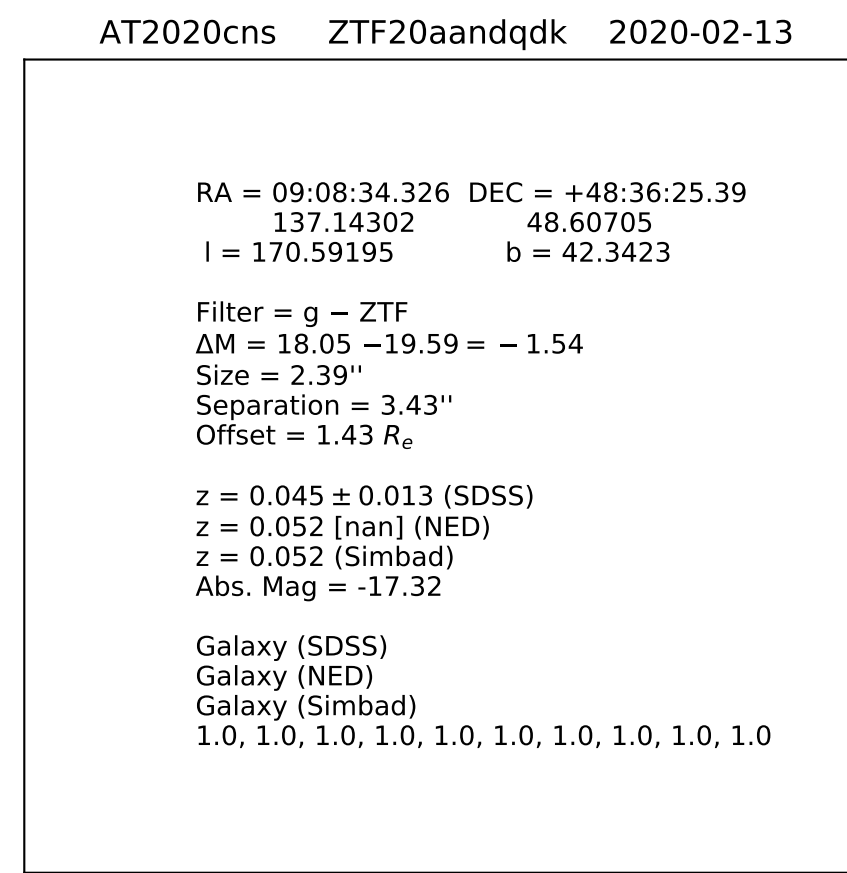 AT2020cns ZTF20aandqdk 2020-02-13
RA = 09:08:34.326 DEC = +48:36:25.39
137.14302 48.60705
l = 170.59195 b = 42.3423
Filter = g − ZTF
ΔM = 18.05 −19.59 = − 1.54
Size = 2.39''
Separation = 3.43''
Offset = 1.43 Re
z = 0.045 ± 0.013 (SDSS)
z = 0.052 [nan] (NED)
z = 0.052 (Simbad)
Abs. Mag = -17.32
Galaxy (SDSS)
Galaxy (NED)
Galaxy (Simbad)
1.0, 1.0, 1.0, 1.0, 1.0, 1.0, 1.0, 1.0, 1.0, 1.0